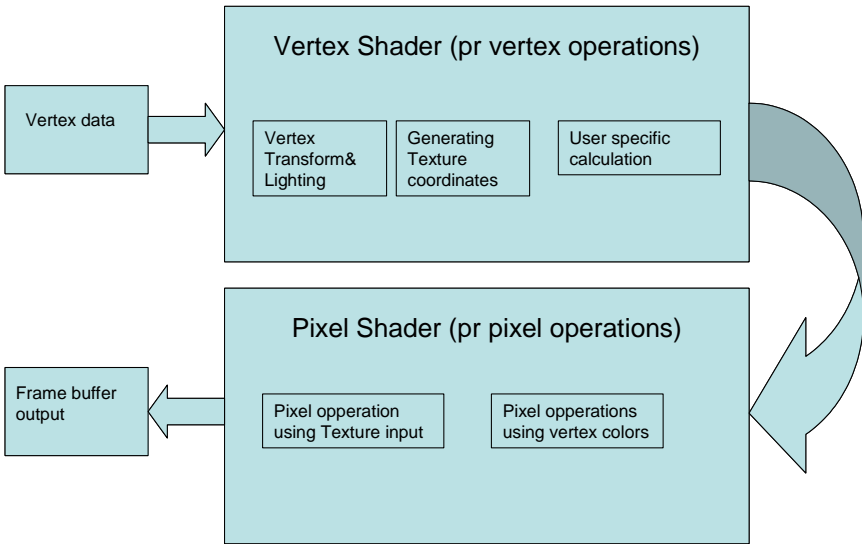 Vertex Shader (pr vertex operations)
Vertex data
Vertex
Transform&
Lighting
Generating
Texture
coordinates
User specific
calculation
Pixel Shader (pr pixel operations)
Frame buffer
output
Pixel opperation
using Texture input
Pixel opperations
using vertex colors